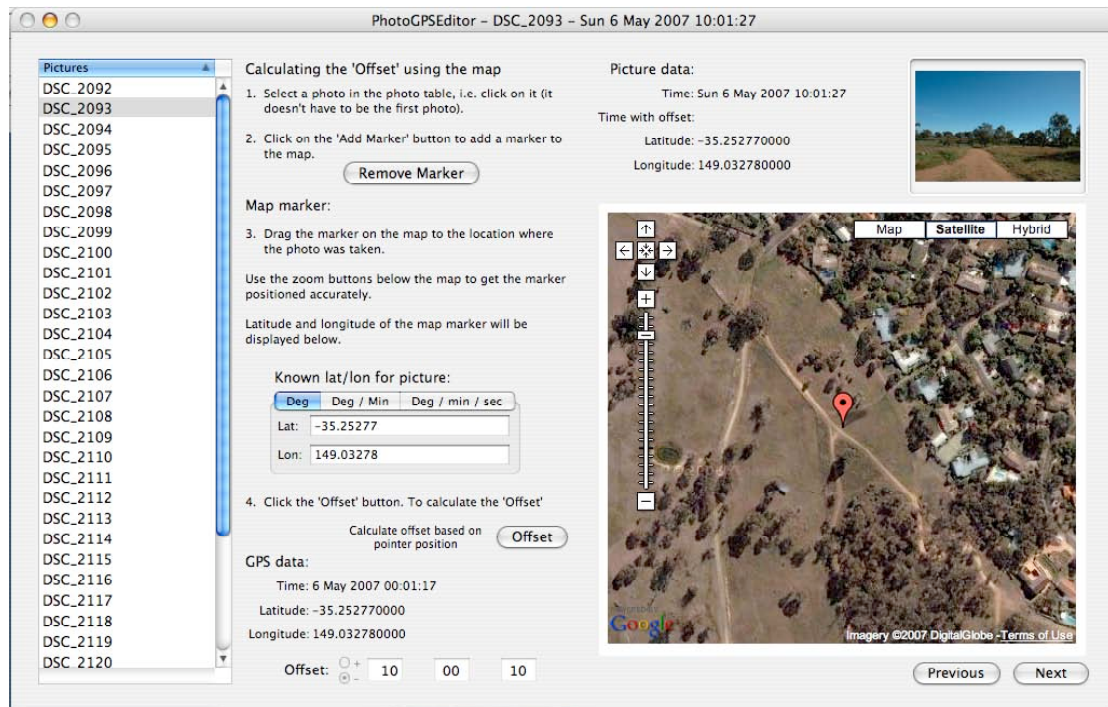 PhotoGPSEditor – DSC_2093 – Sun 6 May 2007 10:01:27
Pictures
DSC_2092
DSC_2093
DSC_2094
DSC_2095
DSC_2096
DSC_2097
DSC_2098
DSC_2099
DSC_2100
DSC_2101
DSC_2102
DSC_2103
DSC_2104
DSC_2105
DSC_2106
DSC_2107
DSC_2108
DSC_2109
DSC_2110
DSC_2111
DSC_2112
DSC_2113
DSC_2114
DSC_2115
DSC_2116
DSC_2117
DSC_2118
DSC_2119
DSC_2120
Calculating the 'Offset' using the map
1. Select a photo in the photo table, i.e. click on it (it
doesn't have to be the first photo).
2. Click on the 'Add Marker' button to add a marker to
the map.
Remove Marker
Map marker:
3. Drag the marker on the map to the location where
the photo was taken.
Use the zoom buttons below the map to get the marker
positioned accurately.
Latitude and longitude of the map marker will be
displayed below.
Known lat/lon for picture:
Deg Deg / Min Deg / min / sec
Lat: -35.25277
Lon: 149.03278
4. Click the 'Offset' button. To calculate the 'Offset'
Calculate offset based on
pointer position
Offset
GPS data:
Time: 6 May 2007 00:01:17
Latitude: -35.252770000
Longitude: 149.032780000
Offset: + - 10 00 10
Picture data:
Time: Sun 6 May 2007 10:01:27
Time with offset:
Latitude: -35.252770000
Longitude: 149.032780000
Map Satellite Hybrid
Google
Imagery ©2007 DigitalGlobe - Terms of Use
Previous Next